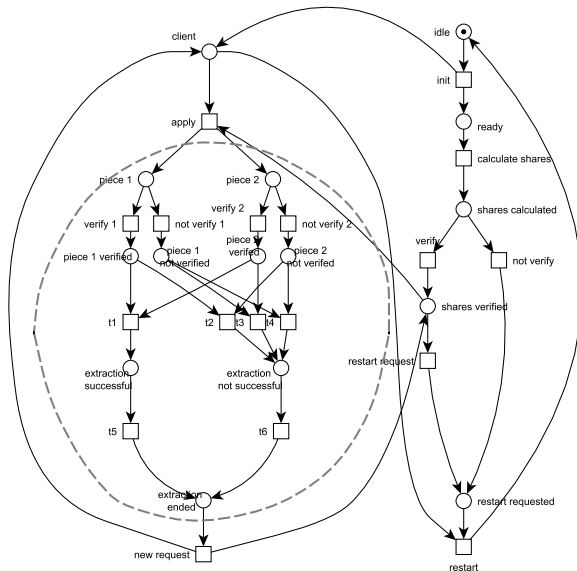 client
idle
init
apply
ready
calculate shares
piece 1
piece 2
shares calculated
verify 1
not verify 1
verify 2
not verify 2
verify
not verify
piece 1 verified
piece 1
not verified
piece 2
verifed
piece 2
not verifed
shares verified
t1
t2
t3
t4
restart request
extraction
successful
extraction
not successful
t5
t6
extraction
ended
restart requested
new request
restart